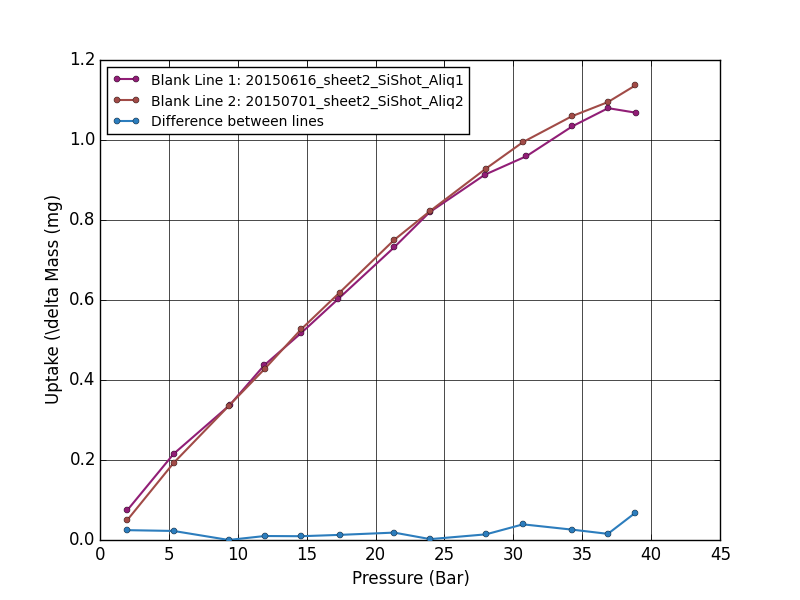 Blank Line 1: 20150616_sheet2_SiShot_Aliq1
Blank Line 2: 20150701_sheet2_SiShot_Aliq2
Difference between lines
Uptake (\delta Mass (mg)
1.2
1.0
0.8
0.6
0.4
0.2
0.0
0 5 10 15 20 25 30 35 40 45
Pressure (Bar)